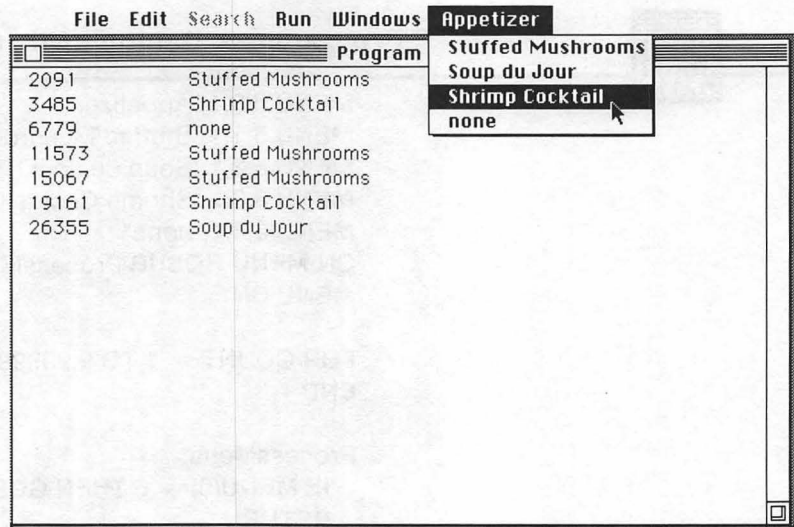 File Edit Search Run Windows Appetizer
Program
Stuffed Mushrooms
Soup du Jour
Shrimp Cocktail
none
2091 Stuffed Mushrooms
3485 Shrimp Cocktail
6779 none
11573 Stuffed Mushrooms
15067 Stuffed Mushrooms
19161 Shrimp Cocktail
26355 Soup du Jour